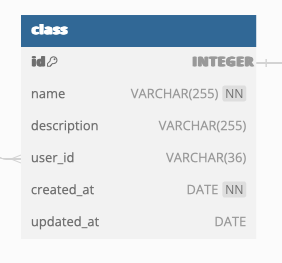 class
id INTEGER
name VARCHAR(255) NN
description VARCHAR(255)
user_id VARCHAR(36)
created_at DATE NN
updated_at DATE